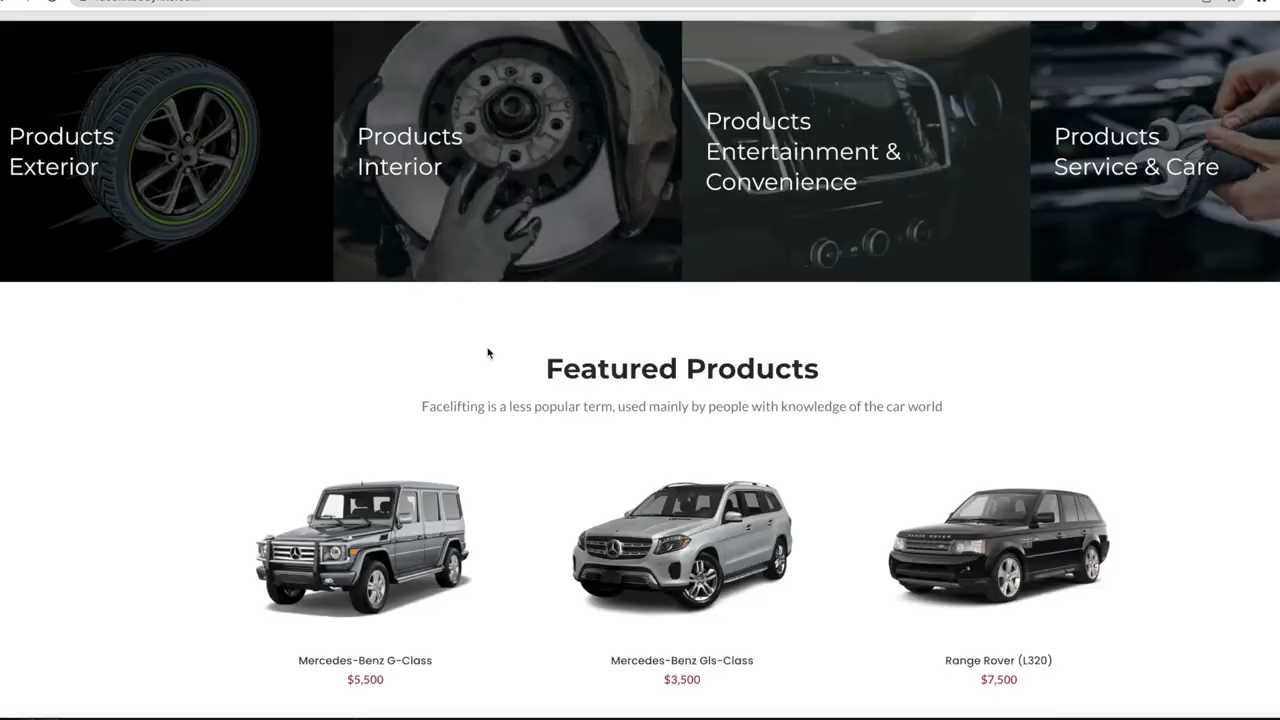 Products
Exterior
Products
Interior
Products
Entertainment &
Convenience
Products
Service & Care
Featured Products
Facelifting is a less popular term, used mainly by people with knowledge of the car world
Mercedes-Benz G-Class
$5,500
Mercedes-Benz Gls-Class
$3,500
Range Rover (L320)
$7,500